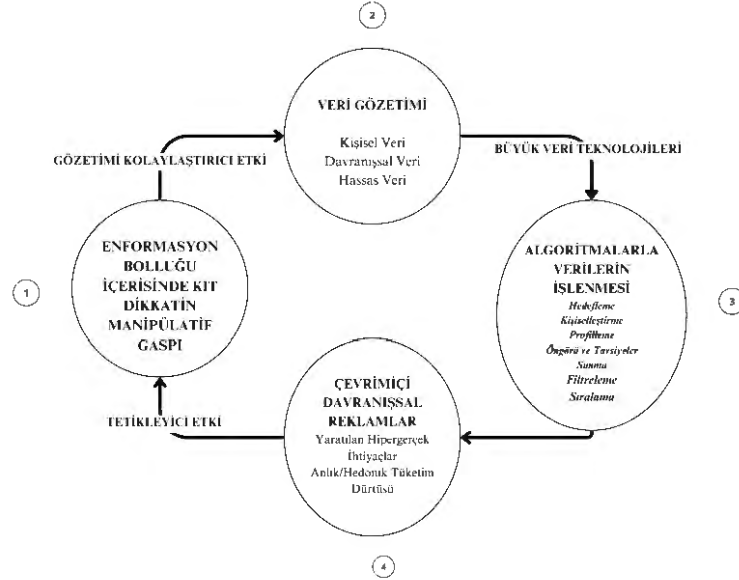 2
VERİ GÖZETİMİ
Kişisel Veri
Davranışsal Veri
Hassas Veri
GÖZETİMİ KOLAYLAŞTIRICI ETKİ
BÜYÜK VERİ TEKNOLOJİLERİ
1
ENFORMASYON
BOLLUĞU
İÇERİSİNDE KIT
DİKKATİN
MANİPÜLATİF
GASPI
ALGORİTMALARLA
VERİLERİN
İŞLENMESİ
Hedefleme
Kişiselleştirme
Profilleme
Öngörü ve Tavsiyeler
Sunma
Filtreleme
Sıralama
3
ÇEVRİMİÇİ
DAVRANIŞSAL
REKLAMLAR
Yaratılan Hipergerçek
İhtiyaçlar
Anlık/Hedonik Tüketim
Dürtüsü
TETİKLEYİCİ ETKİ
4